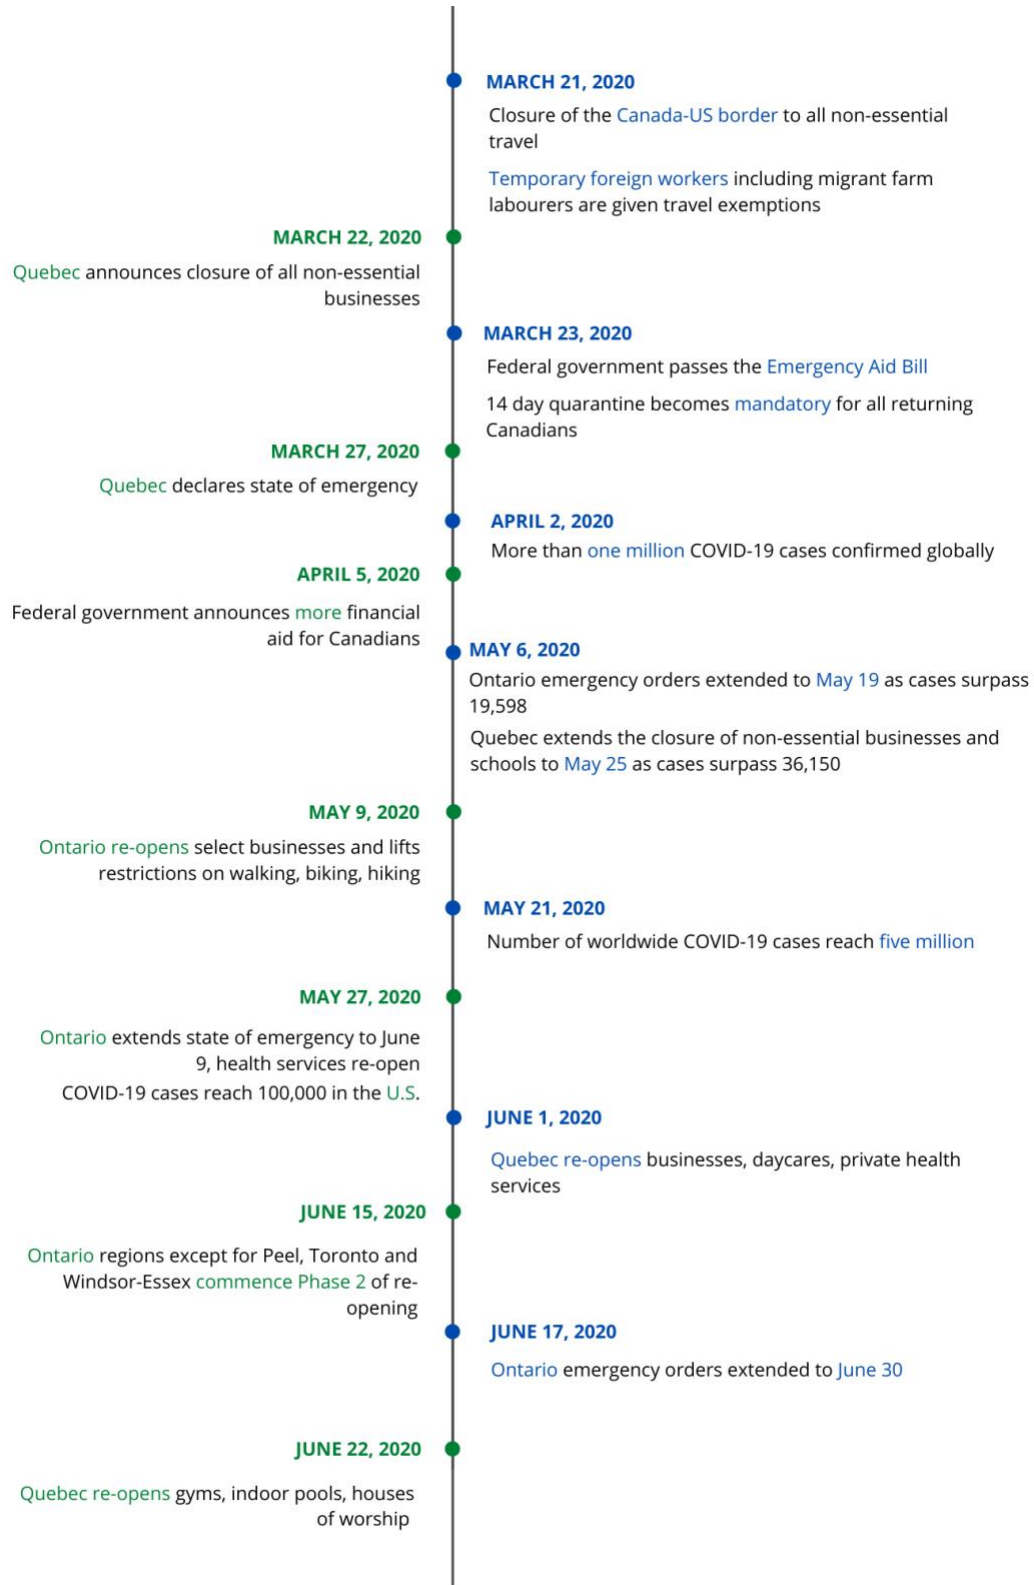 MARCH 21, 2020
Closure of the Canada-US border to all non-essential
travel
Temporary foreign workers including migrant farm
labourers are given travel exemptions
MARCH 22, 2020
Quebec announces closure of all non-essential
businesses
MARCH 23, 2020
Federal government passes the Emergency Aid Bill
14 day quarantine becomes mandatory for all returning
Canadians
MARCH 27, 2020
Quebec declares state of emergency
APRIL 2, 2020
More than one million COVID-19 cases confirmed globally
APRIL 5, 2020
Federal government announces more financial
aid for Canadians
MAY 6, 2020
Ontario emergency orders extended to May 19 as cases surpass
19,598
Quebec extends the closure of non-essential businesses and
schools to May 25 as cases surpass 36,150
MAY 9, 2020
Ontario re-opens select businesses and lifts
restrictions on walking, biking, hiking
MAY 21, 2020
Number of worldwide COVID-19 cases reach five million
MAY 27, 2020
Ontario extends state of emergency to June
9, health services re-open
COVID-19 cases reach 100,000 in the U.S.
JUNE 1, 2020
Quebec re-opens businesses, daycares, private health
services
JUNE 15, 2020
Ontario regions except for Peel, Toronto and
Windsor-Essex commence Phase 2 of re-
opening
JUNE 17, 2020
Ontario emergency orders extended to June 30
JUNE 22, 2020
Quebec re-opens gyms, indoor pools, houses
of worship